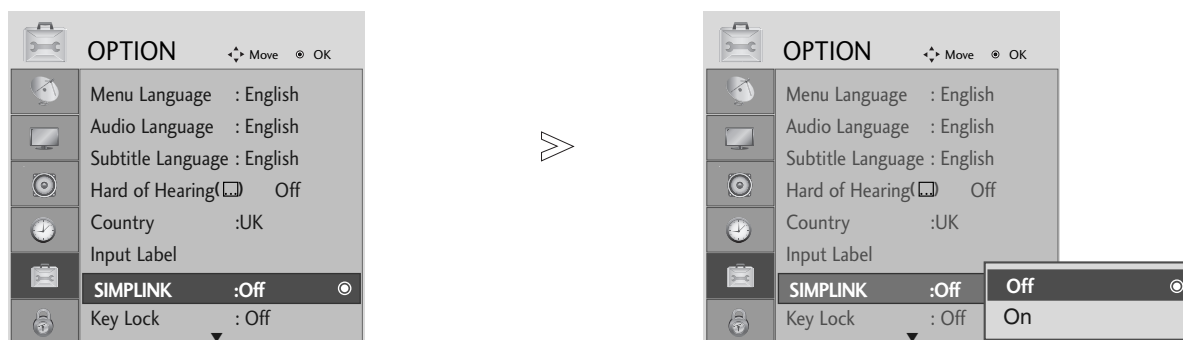 OPTION Move OK
Menu Language : English
Audio Language : English
Subtitle Language : English
Hard of Hearing( ) Off
Country :UK
Input Label
SIMPLINK :Off
Key Lock : Off
OPTION Move OK
Menu Language : English
Audio Language : English
Subtitle Language : English
Hard of Hearing( ) Off
Country :UK
Input Label
SIMPLINK :Off
Key Lock : Off
Off
On